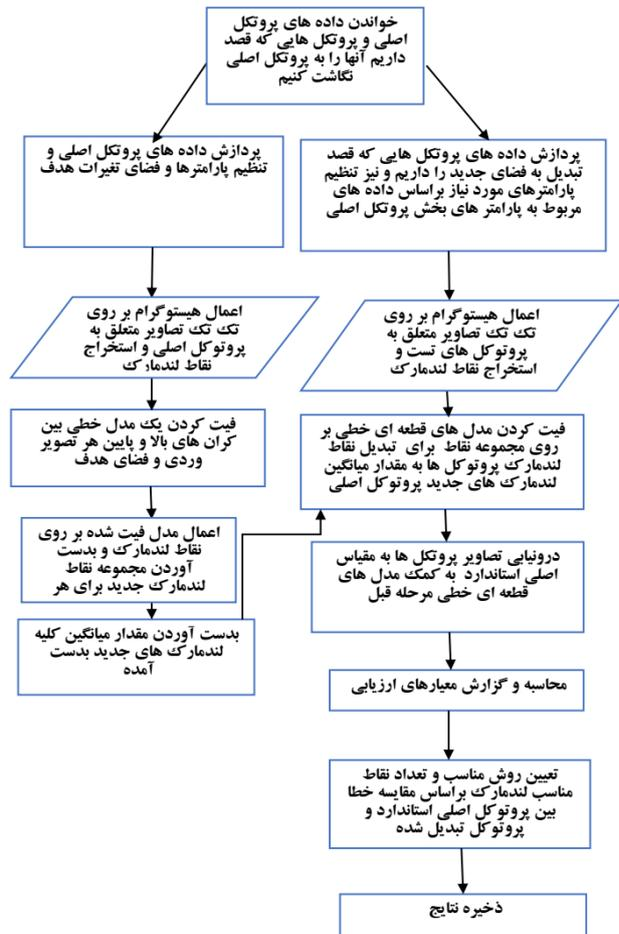 خواندن داده های پروتکل
اصلی و پروتکل هایی که قصد
داریم آنها را به پروتکل اصلی
نگاشت کنیم
پردازش داده های پروتکل هایی که قصد
تبدیل به فضای جدید را داریم و نیز تنظیم
پارامترهای مورد نیاز براساس داده های
مربوط به پارامتر های بخش پروتکل اصلی
اعمال هیستوگرام بر روی
تک تک تصاویر متعلق به
پروتوکل های تست و
استخراج نقاط لندمارک
فیت کردن مدل های قطعه ای خطی بر
روی مجموعه نقاط برای تبدیل نقاط
لندمارک پروتوکل ها به مقدار میانگین
لندمارک های جدید پروتوکل اصلی
درونیابی تصاویر پروتکل ها به مقیاس
اصلی استاندارد به کمک مدل های
قطعه ای خطی مرحله قبل
محاسبه و گزارش معیارهای ارزیابی
تعیین روش مناسب و تعداد نقاط
مناسب لندمارک براساس مقایسه خطا
بین پروتوکل اصلی استاندارد و
پروتوکل تبدیل شده
ذخیره نتایج
پردازش داده های پروتکل اصلی و
تنظیم پارامترها و فضای تغیرات هدف
اعمال هیستوگرام بر روی
تک تک تصاویر متعلق به
پروتوکل اصلی و استخراج
نقاط لندمارک
فیت کردن یک مدل خطی بین
کران های بالا و پایین هر تصویر
وردی و فضای هدف
اعمال مدل فیت شده بر روی
نقاط لندمارک و بدست
آوردن مجموعه نقاط
لندمارک جدید برای هر
بدست آوردن مقدار میانگین کلیه
لندمارک های جدید بدست
آمده